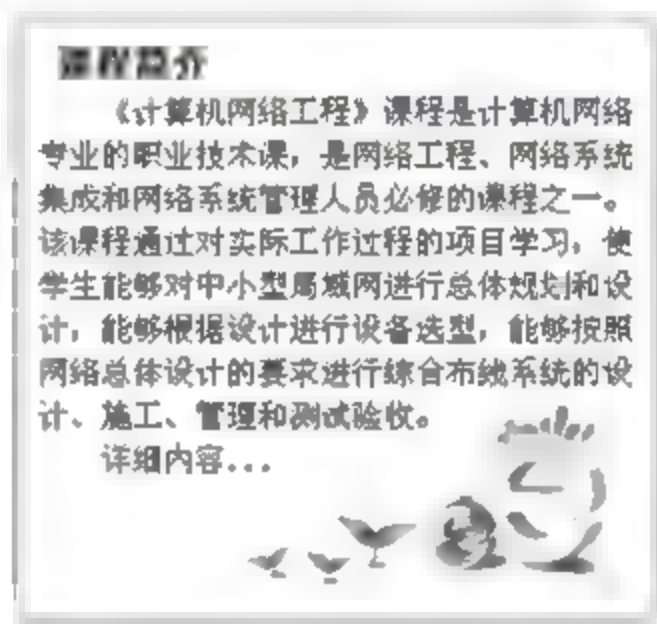 课程简介
《计算机网络工程》课程是计算机网络
专业的职业技术课，是网络工程、网络系统
集成和网络系统管理人员必修的课程之一。
该课程通过对实际工作过程的项目学习，使
学生能够对中小型局域网进行总体规划和设
计，能够根据设计进行设备选型，能够按照
网络总体设计的要求进行综合布线系统的设
计、施工、管理和测试验收。
详细内容...